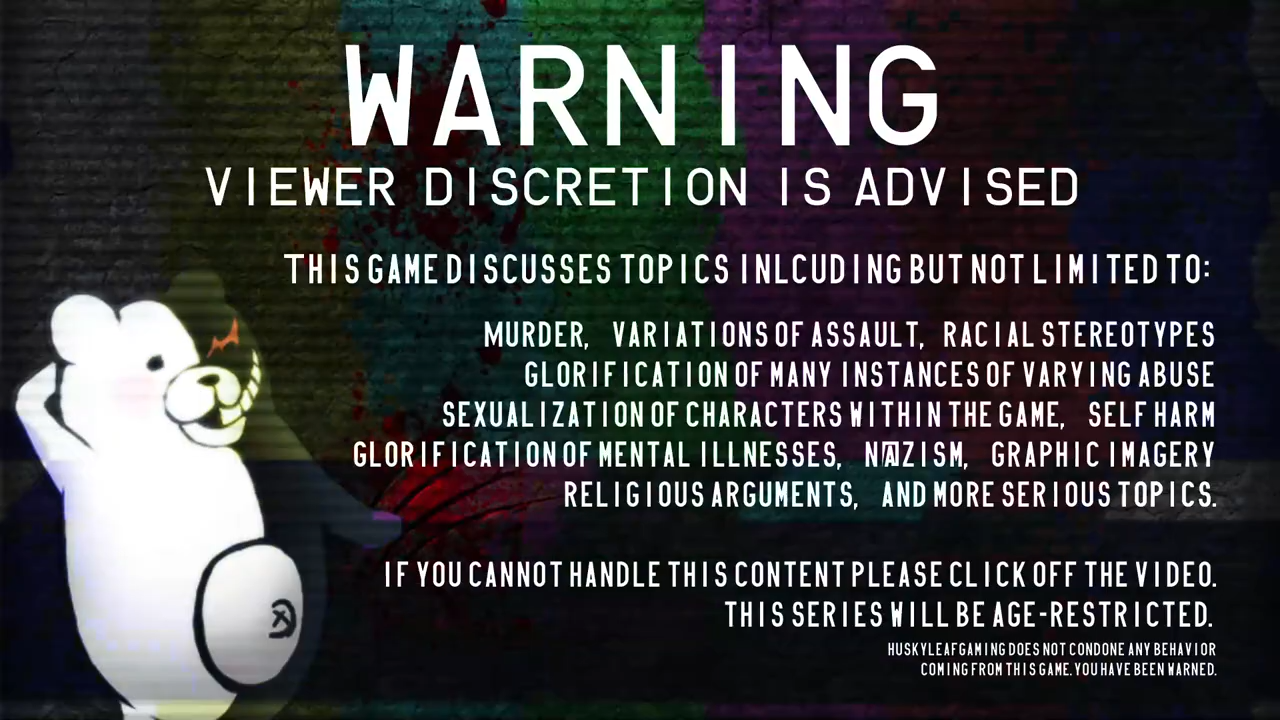 WARNING
VIEWER DISCRETION IS ADVISED
THIS GAME DISCUSSES TOPICS INLCUDING BUT NOT LIMITED TO:
MURDER, VARIATIONS OF ASSAULT, RACIAL STEREOTYPES
GLORIFICATION OF MANY INSTANCES OF VARYING ABUSE
SEXUALIZATION OF CHARACTERS WITHIN THE GAME, SELF HARM
GLORIFICATION OF MENTAL ILLNESSES, NAZISM, GRAPHIC IMAGERY
RELIGIOUS ARGUMENTS, AND MORE SERIOUS TOPICS.
IF YOU CANNOT HANDLE THIS CONTENT PLEASE CLICK OFF THE VIDEO.
THIS SERIES WILL BE AGE-RESTRICTED.
HUSKYLEAFGAMING DOES NOT CONDONE ANY BEHAVIOR
COMING FROM THIS GAME. YOU HAVE BEEN WARNED.